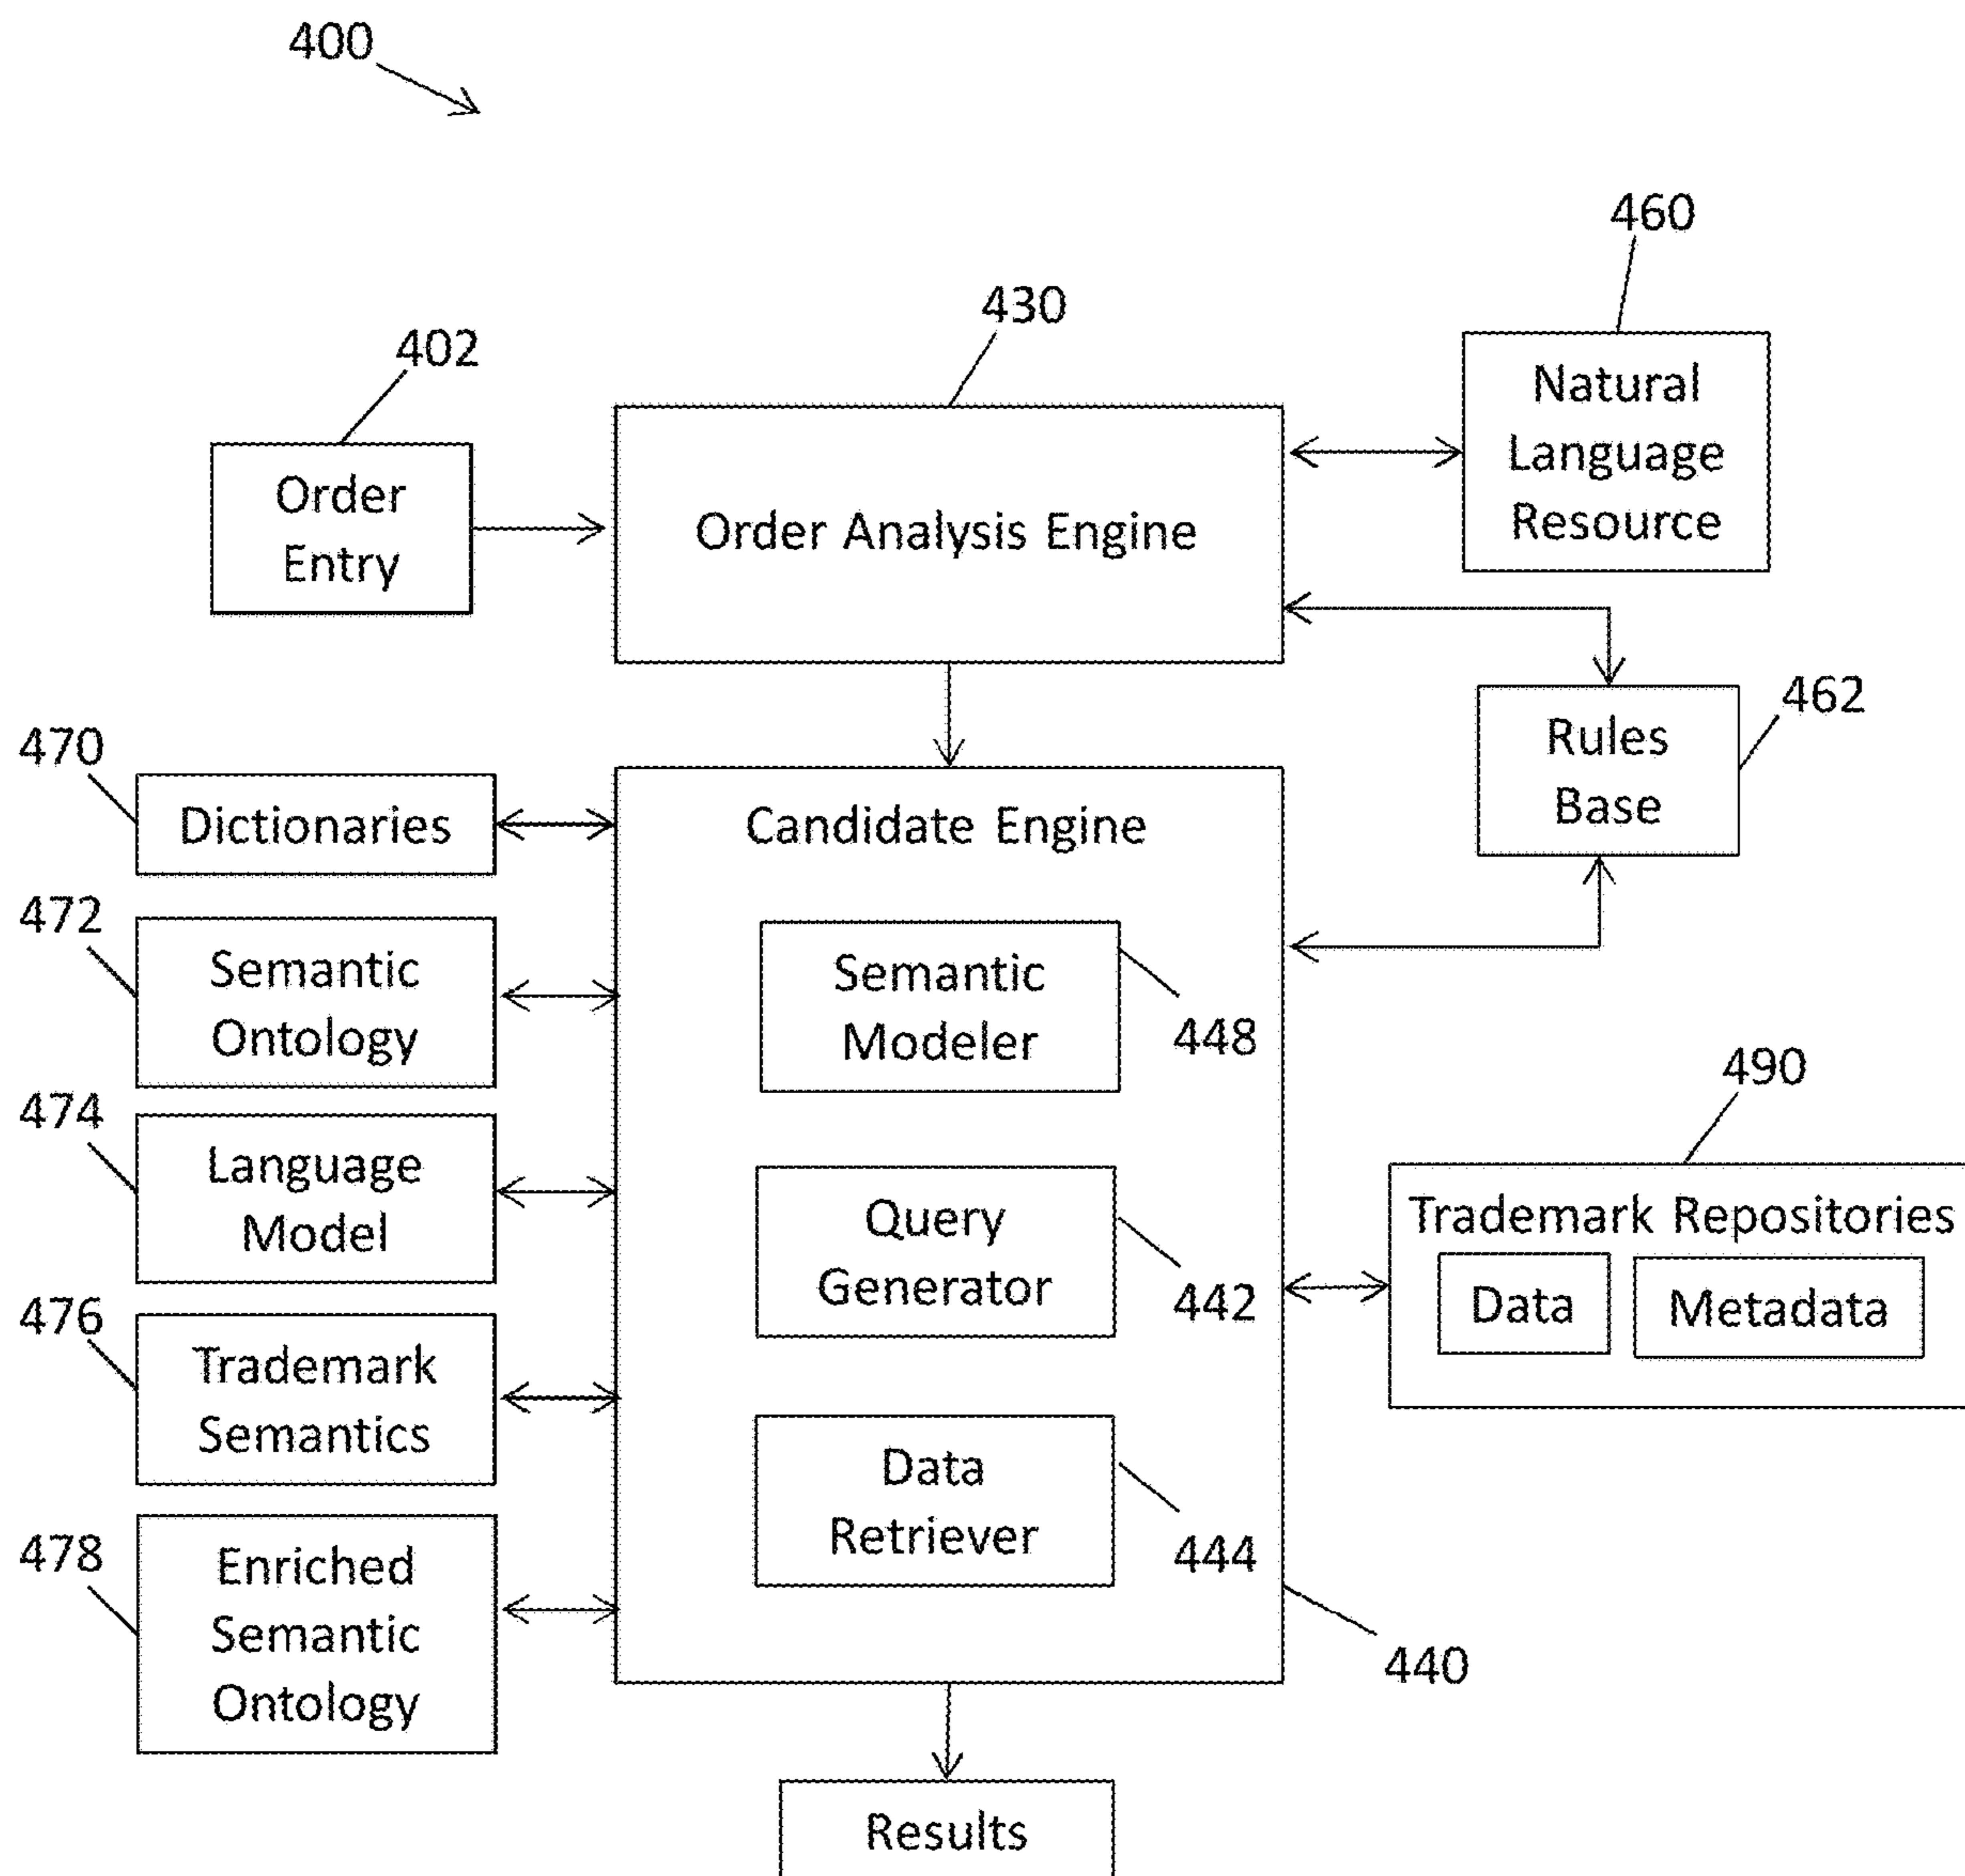 400
460
430
402
Natural
Language
Resource
Order
Entry
Order Analysis Engine
462
Rules
Base
470
Dictionaries
Candidate Engine
472
Semantic
Ontology
Semantic
Modeler
448
490
474
Language
Model
Query
Generator
442
Trademark Repositories
Data
Metadata
476
Trademark
Semantics
Data
Retriever
444
478
Enriched
Semantic
Ontology
440
Results